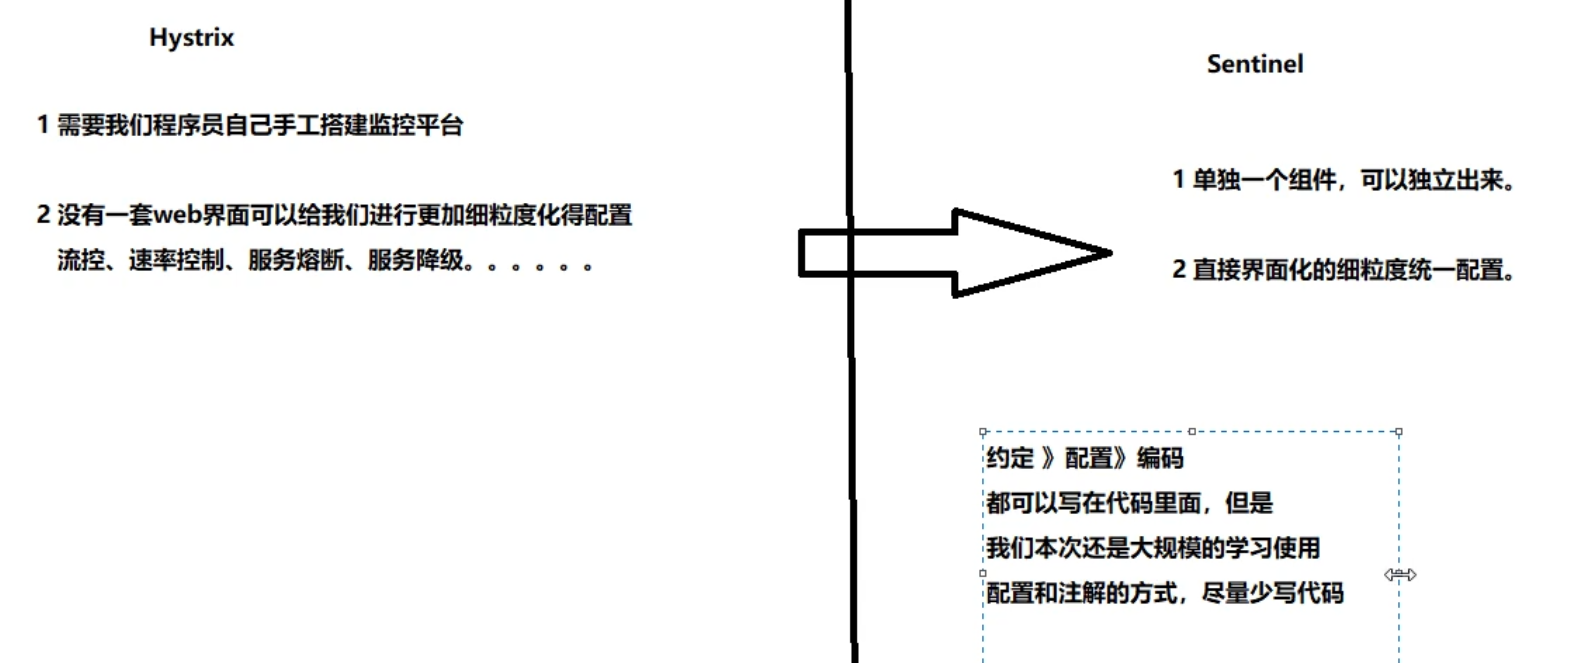 Hystrix
1 需要我们程序员自己手工搭建监控平台
2 没有一套web界面可以给我们进行更加细粒度化得配置
流控、速率控制、服务熔断、服务降级。。。。。。
Sentinel
1 单独一个组件，可以独立出来。
2 直接界面化的细粒度统一配置。
约定 》配置》编码
都可以写在代码里面，但是
我们本次还是大规模的学习使用
配置和注解的方式，尽量少写代码